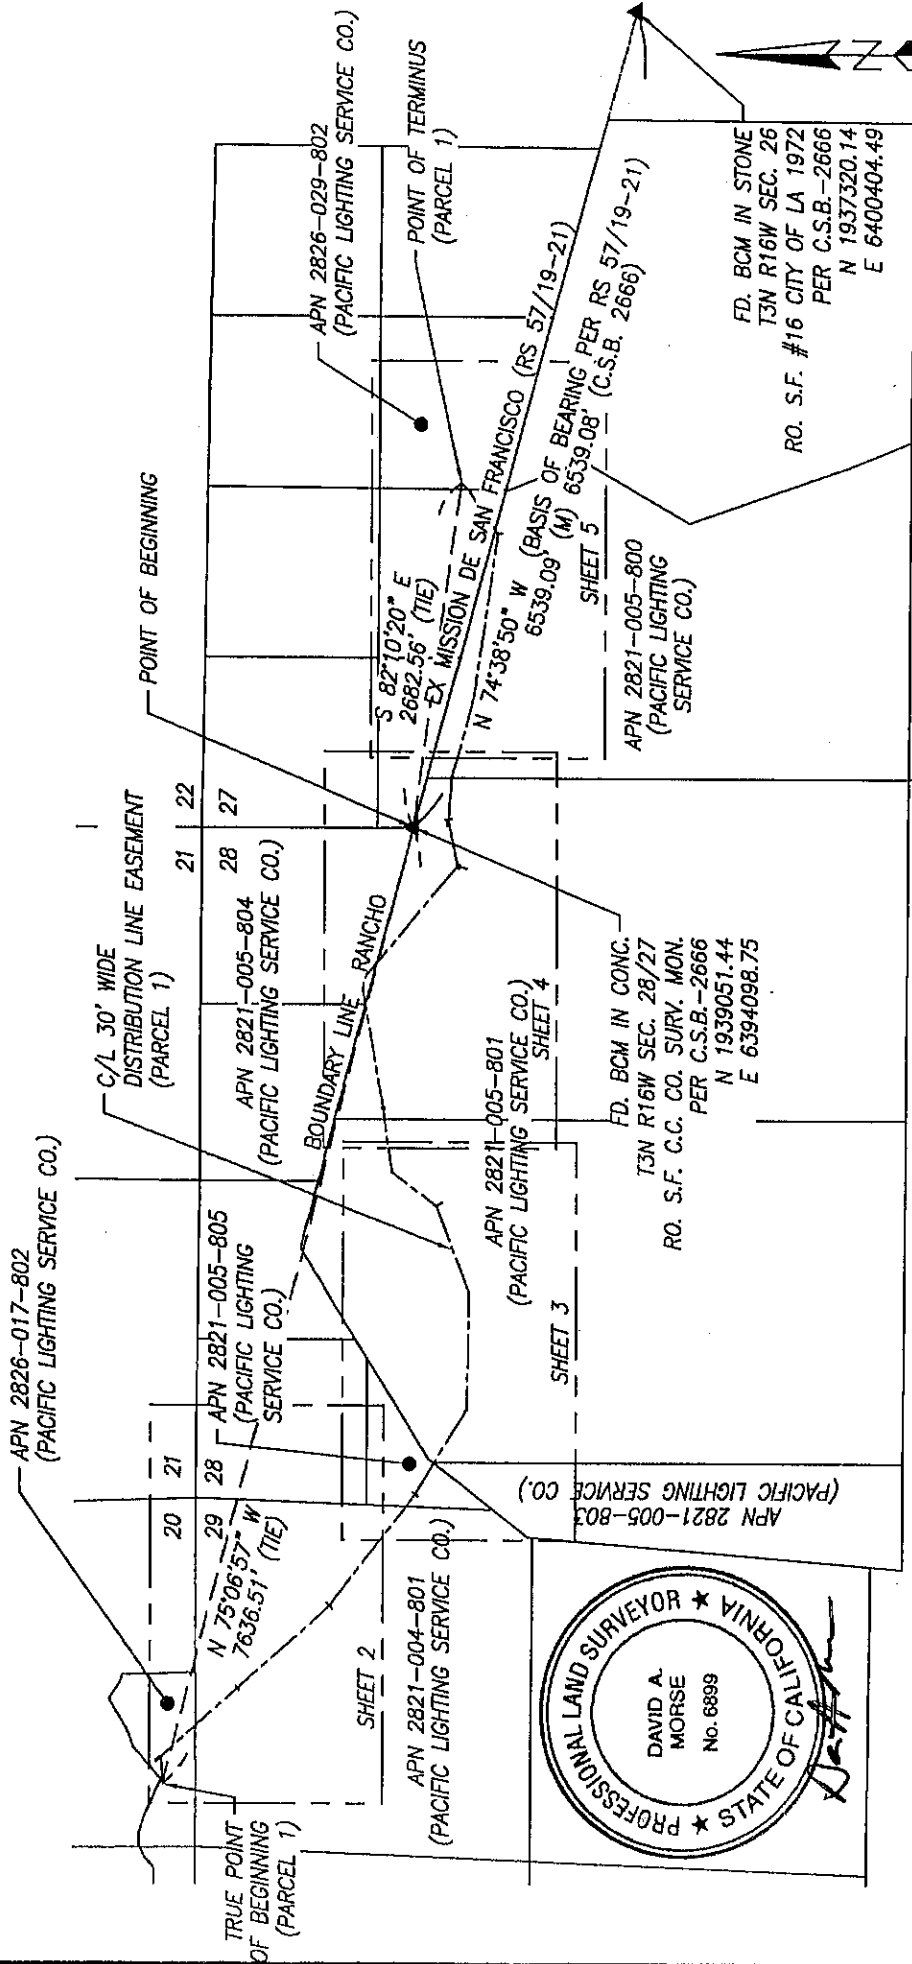 APN 2826-017-802
(PACIFIC LIGHTING SERVICE CO.)
C/L 30' WIDE
DISTRIBUTION LINE EASEMENT
(PARCEL 1)
POINT OF BEGINNING
APN 2826-029-802
(PACIFIC LIGHTING SERVICE CO.)
POINT OF TERMINUS
(PARCEL 1)
20 21
29 28
21 22
28 27
TRUE POINT
OF BEGINNING
(PARCEL 1)
N 75°06'57" W
7636.51' (TIE)
APN 2821-005-805
(PACIFIC LIGHTING
SERVICE CO.)
APN 2821-005-804
(PACIFIC LIGHTING SERVICE CO.)
BOUNDARY LINE RANCHO
EX MISSION DE SAN FRANCISCO (RS 57/19-21)
S 82°10'20" E
2682.56' (TIE)
N 74°38'50" W (BASIS OF BEARING PER RS 57/19-21)
6539.09' (M) 6539.08' (C.S.B. 2666)
SHEET 2
SHEET 3
SHEET 4
SHEET 5
APN 2821-004-801
(PACIFIC LIGHTING SERVICE CO.)
APN 2821-005-803
(PACIFIC LIGHTING SERVICE CO.)
APN 2821-005-801
(PACIFIC LIGHTING SERVICE CO.)
APN 2821-005-800
(PACIFIC LIGHTING
SERVICE CO.)
FD. BCM IN CONC.
T3N R16W SEC. 28/27
RO. S.F. C.C. CO. SURV. MON.
PER C.S.B.-2666
N 1939051.44
E 6394098.75
FD. BCM IN STONE
T3N R16W SEC. 26
RO. S.F. #16 CITY OF LA 1972
PER C.S.B.-2666
N 1937320.14
E 6400404.49
N
PROFESSIONAL LAND SURVEYOR
DAVID A.
MORSE
No. 6899
★ STATE OF CALIFORNIA ★